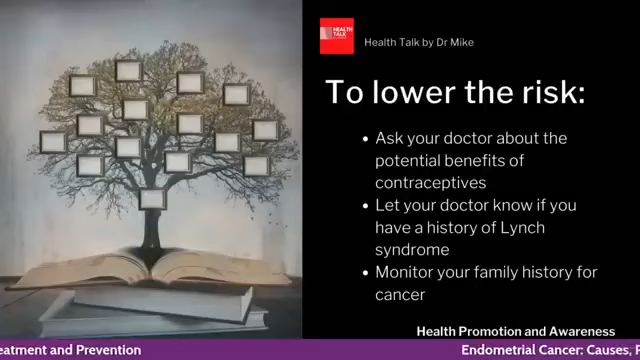 HEALTH
TALK
Health Talk by Dr Mike
To lower the risk:
• Ask your doctor about the
potential benefits of
contraceptives
• Let your doctor know if you
have a history of Lynch
syndrome
• Monitor your family history for
cancer
Health Promotion and Awareness
eatment and Prevention
Endometrial Cancer: Causes, P